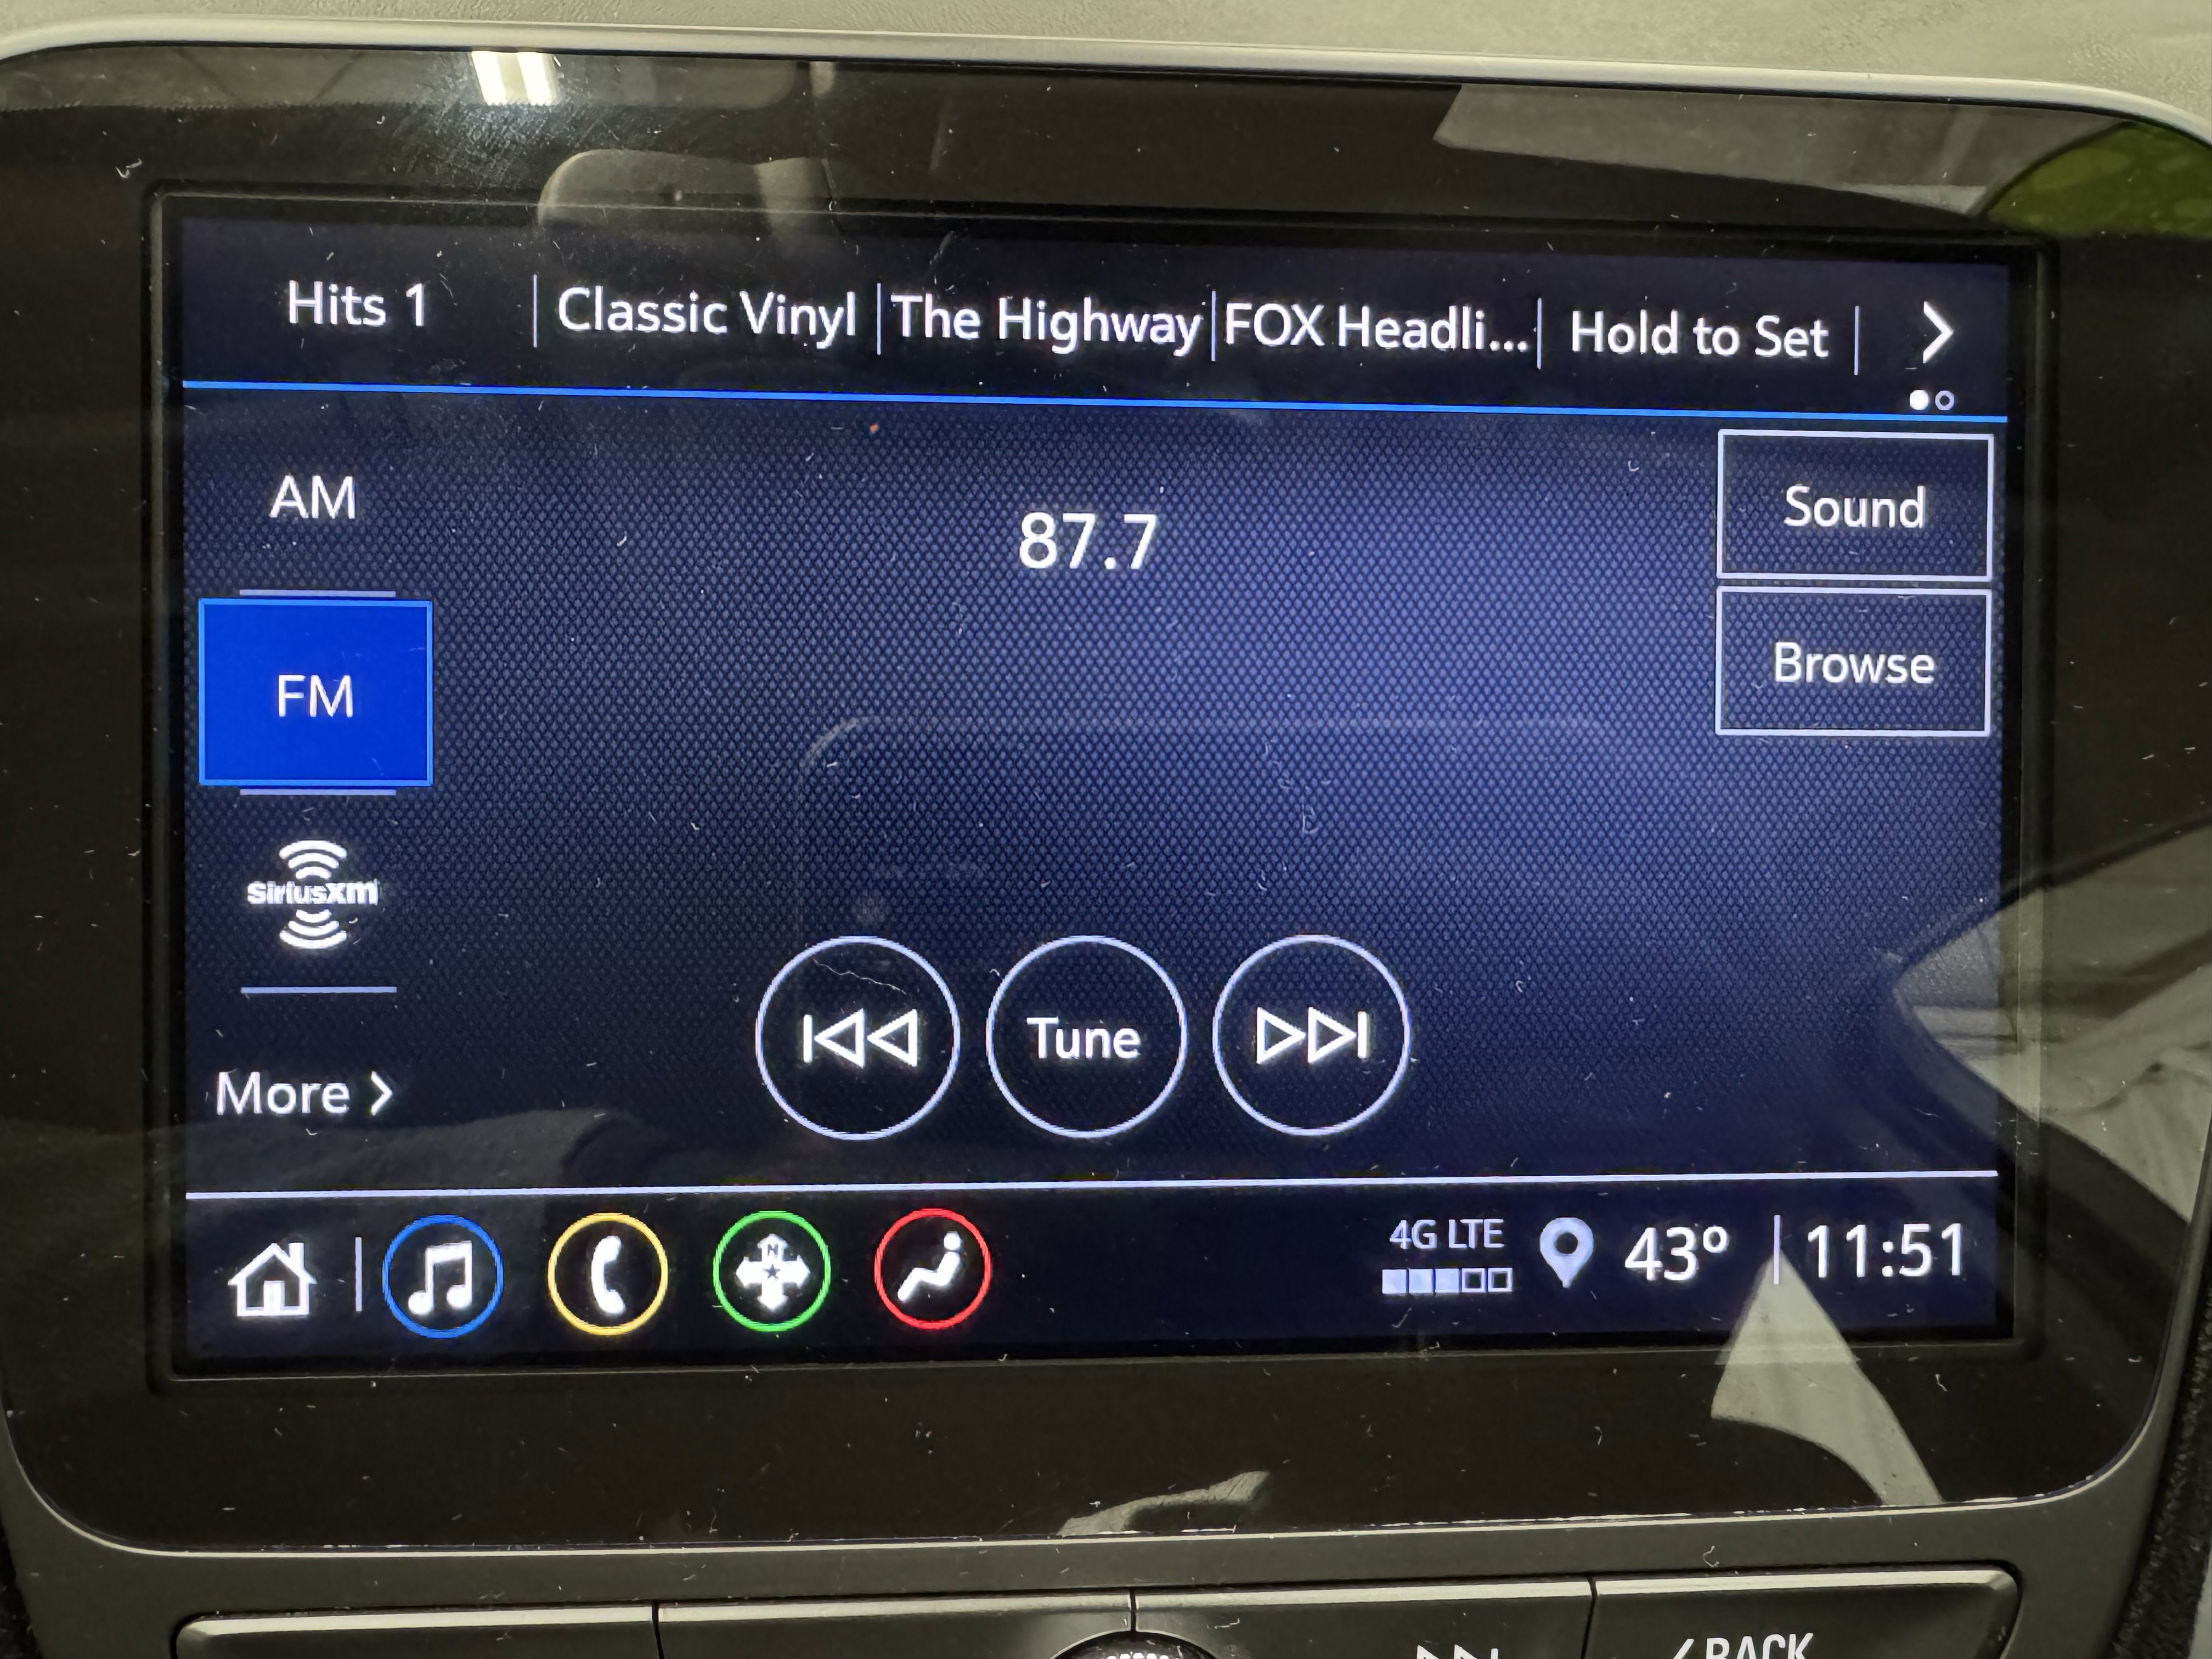 Hits 1
Classic Vinyl
The Highway
FOX Headli...
Hold to Set
AM
87.7
Sound
FM
Browse
SiriusXM
Tune
More
N
4G LTE
43°
11:51
BACK